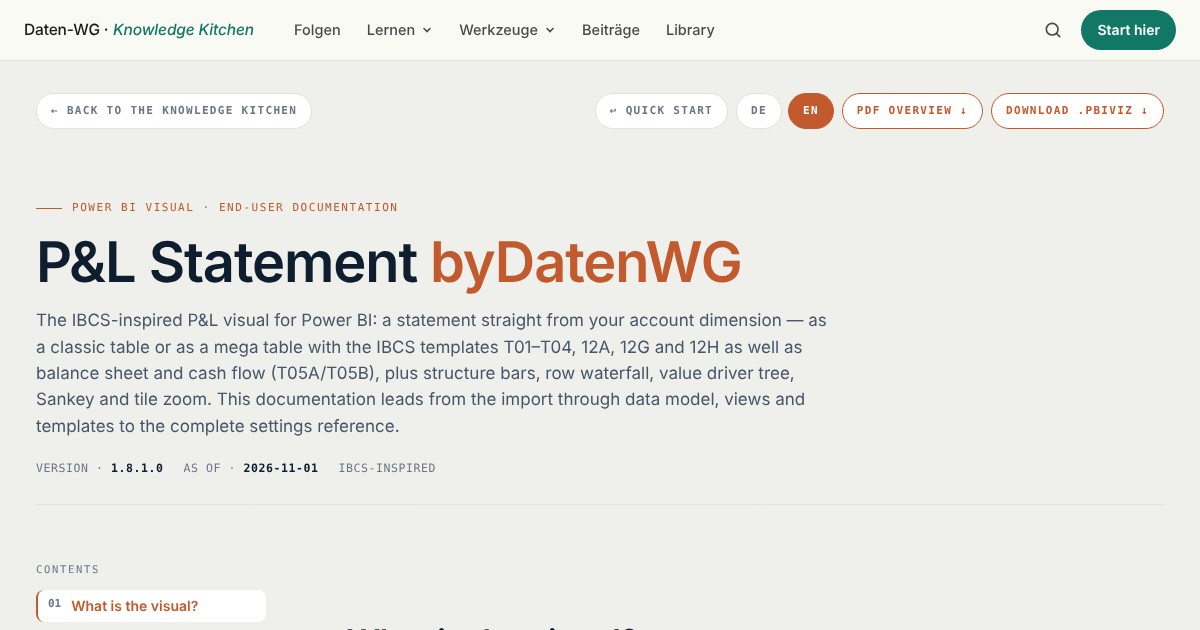 Daten-WG · Knowledge Kitchen Folgen Lernen Werkzeuge Beiträge Library Start hier
← BACK TO THE KNOWLEDGE KITCHEN ↩ QUICK START DE EN PDF OVERVIEW ↓ DOWNLOAD .PBIVIZ ↓
POWER BI VISUAL · END-USER DOCUMENTATION
P&L Statement byDatenWG
The IBCS-inspired P&L visual for Power BI: a statement straight from your account dimension — as
a classic table or as a mega table with the IBCS templates T01–T04, 12A, 12G and 12H as well as
balance sheet and cash flow (T05A/T05B), plus structure bars, row waterfall, value driver tree,
Sankey and tile zoom. This documentation leads from the import through data model, views and
templates to the complete settings reference.
VERSION · 1.8.1.0 AS OF · 2026-11-01 IBCS-INSPIRED
CONTENTS
01 What is the visual?